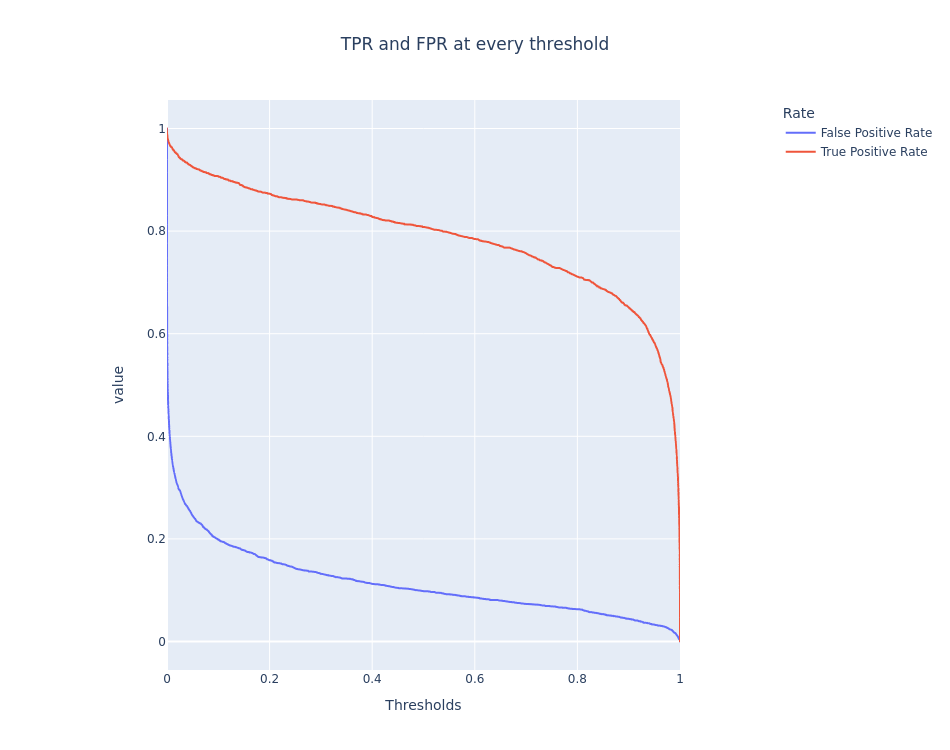 TPR and FPR at every threshold
Rate
False Positive Rate
True Positive Rate
value
1
0.8
0.6
0.4
0.2
0
0
0.2
0.4
0.6
0.8
1
Thresholds